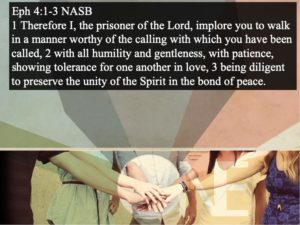 Eph 4:1-3 NASB
1 Therefore I, the prisoner of the Lord, implore you to walk
in a manner worthy of the calling with which you have been
called, 2 with all humility and gentleness, with patience,
showing tolerance for one another in love, 3 being diligent
to preserve the unity of the Spirit in the bond of peace.